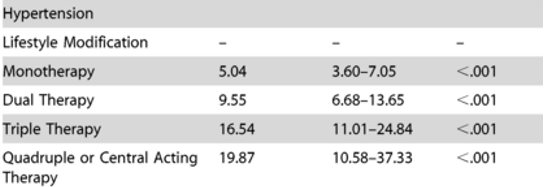 Hypertension
Lifestyle Modification – – –
Monotherapy 5.04 3.60–7.05 <.001
Dual Therapy 9.55 6.68–13.65 <.001
Triple Therapy 16.54 11.01–24.84 <.001
Quadruple or Central Acting 19.87 10.58–37.33 <.001
Therapy